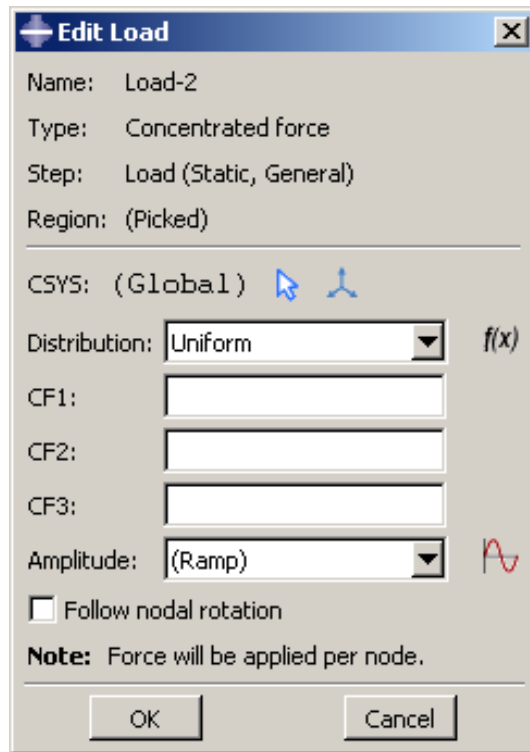 Edit Load
Name: Load-2
Type: Concentrated force
Step: Load (Static, General)
Region: (Picked)
CSYS: (Global)
Distribution: Uniform f(x)
CF1:
CF2:
CF3:
Amplitude: (Ramp)
Follow nodal rotation
Note: Force will be applied per node.
OK Cancel